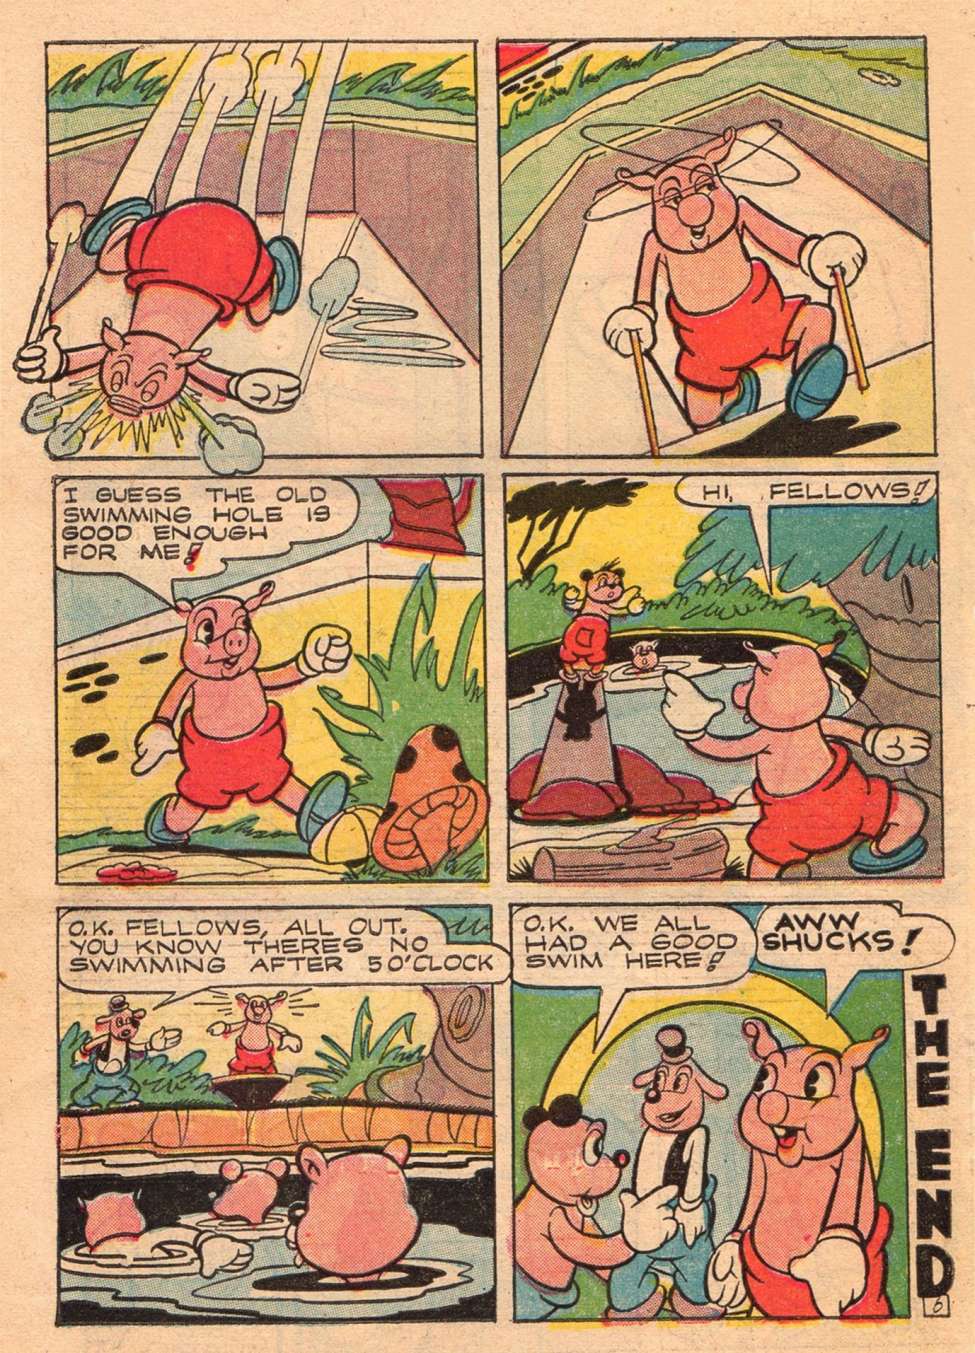 I GUESS THE OLD
SWIMMING HOLE IS
GOOD ENOUGH
FOR ME!
HI, FELLOWS!
O.K. FELLOWS, ALL OUT.
YOU KNOW THERES NO
SWIMMING AFTER 5 O'CLOCK
O.K. WE ALL
HAD A GOOD
SWIM HERE!
AWW
SHUCKS!
THE END
6